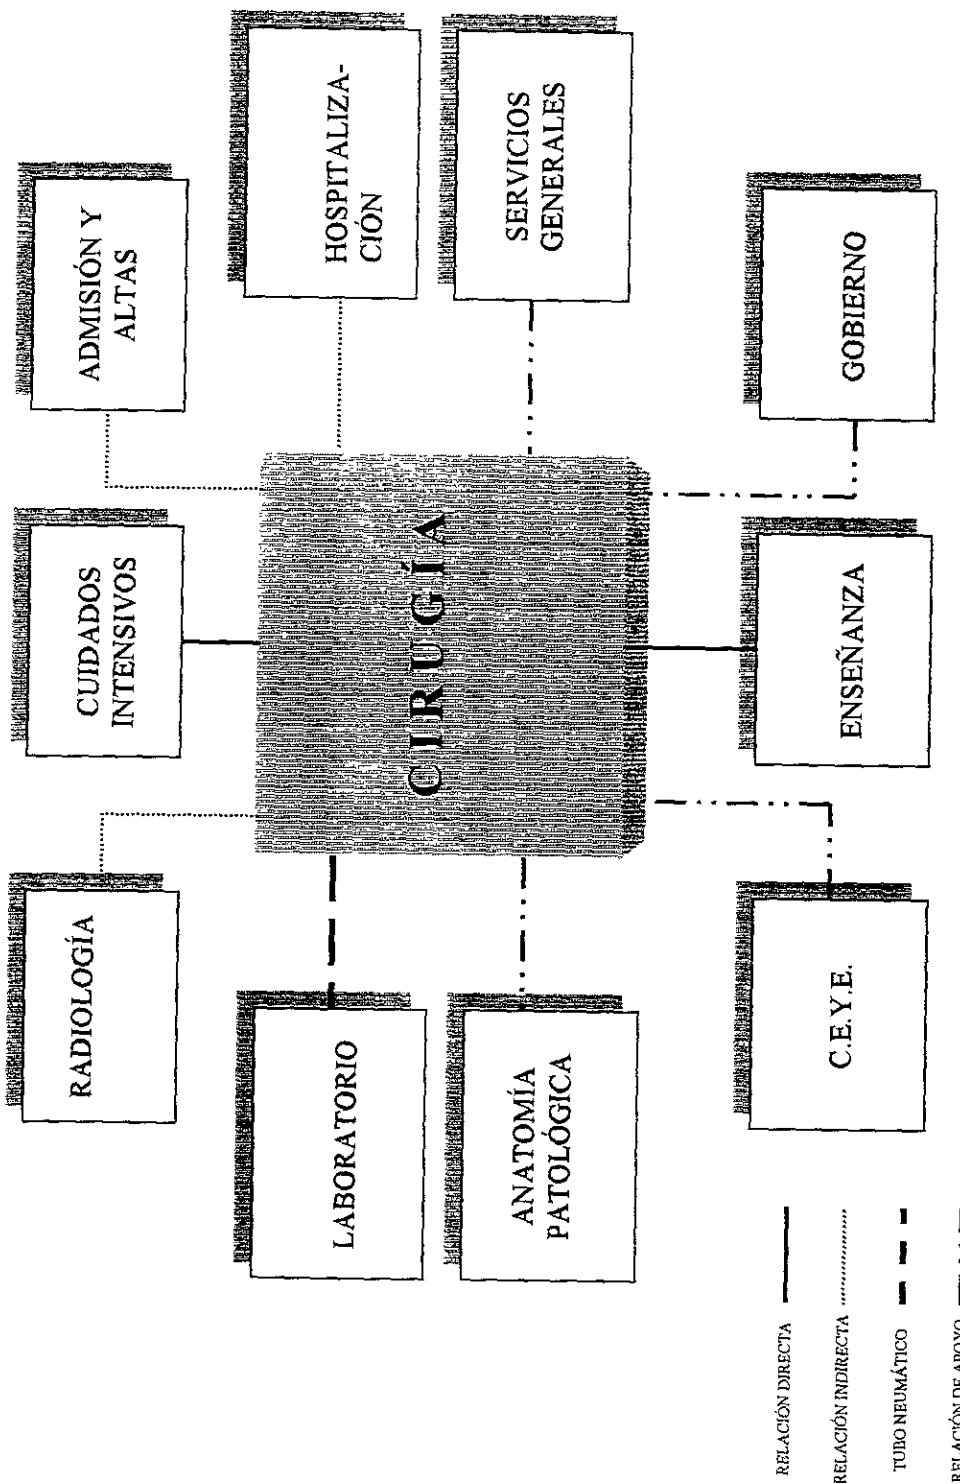 RADIOLOGÍA
CUIDADOS
INTENSIVOS
ADMISIÓN Y
ALTAS
LABORATORIO
CIRUGÍA
HOSPITALIZA-
CIÓN
ANATOMÍA
PATOLÓGICA
SERVICIOS
GENERALES
C.E.Y.E.
ENSEÑANZA
GOBIERNO
RELACIÓN DIRECTA
RELACIÓN INDIRECTA
TUBO NEUMÁTICO
RELACIÓN DE APOYO